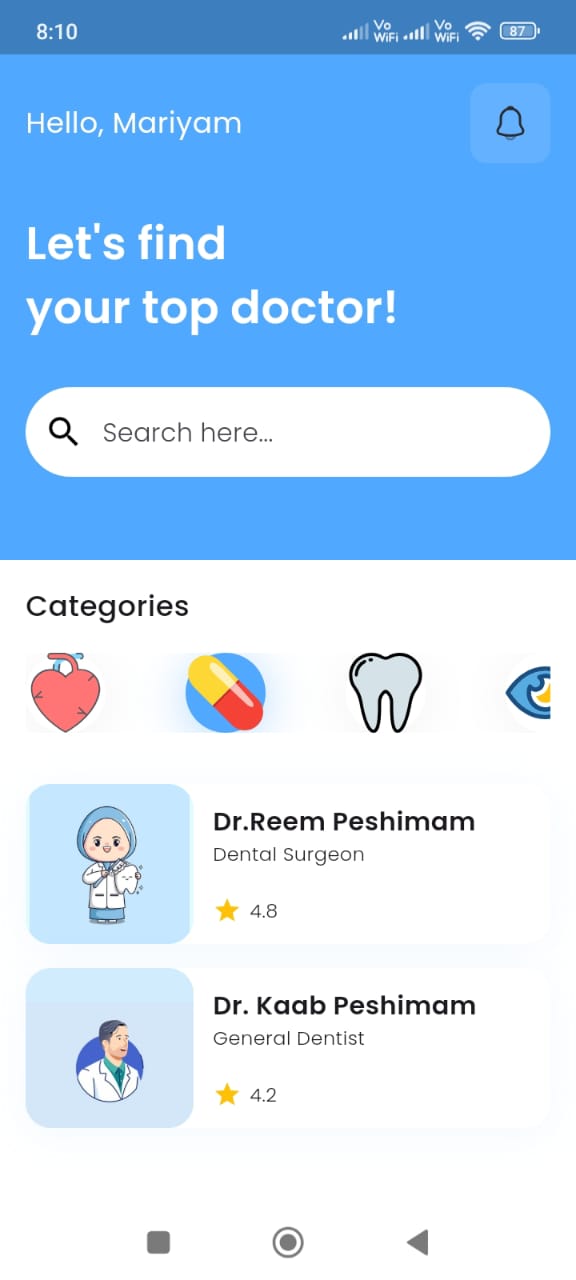 8:10
Vo
WiFi
Vo
WiFi
87
Hello, Mariyam
Let's find
your top doctor!
Search here...
Categories
Dr.Reem Peshimam
Dental Surgeon
4.8
Dr. Kaab Peshimam
General Dentist
4.2